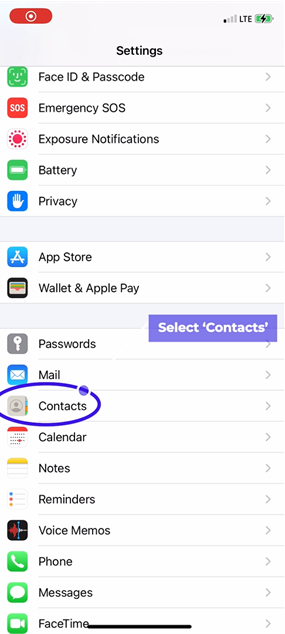 LTE
Settings
Face ID & Passcode
SOS
Emergency SOS
Exposure Notifications
Battery
Privacy
App Store
Wallet & Apple Pay
Select ‘Contacts’
Passwords
Mail
Contacts
Calendar
Notes
Reminders
Voice Memos
Phone
Messages
FaceTime